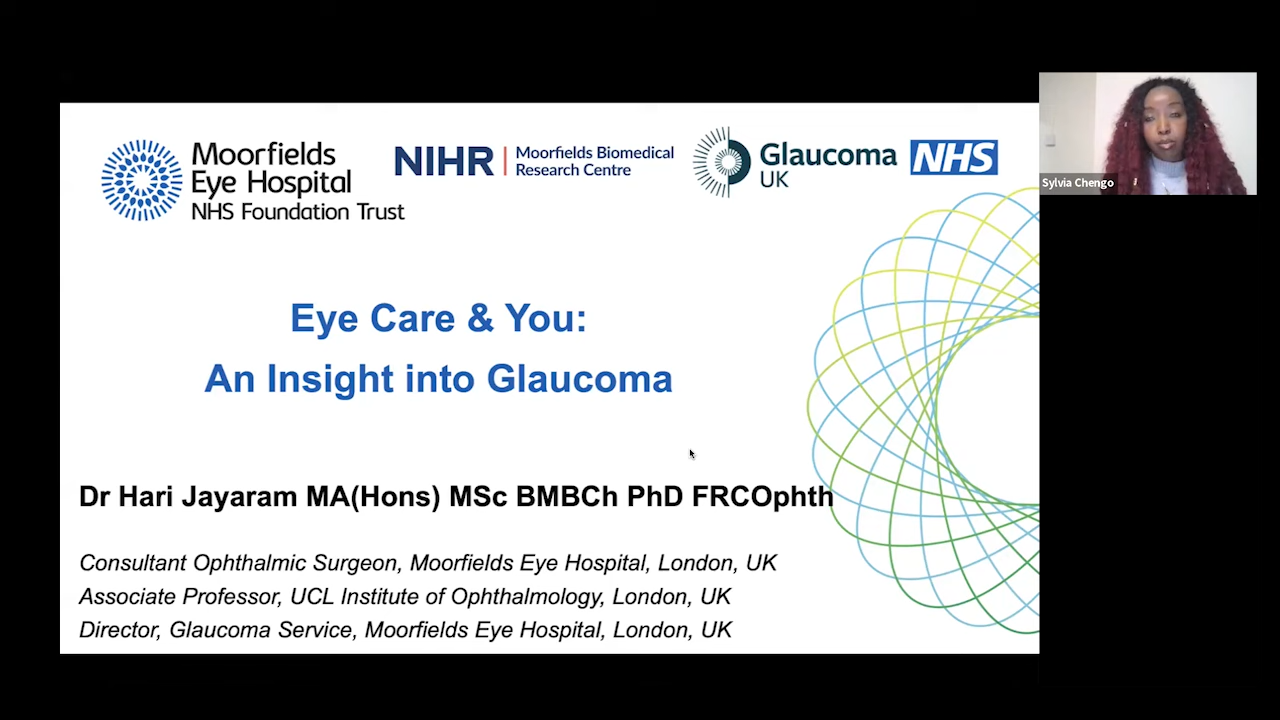 Moorfields
Eye Hospital
NHS Foundation Trust
NIHR | Moorfields Biomedical
Research Centre
Glaucoma
UK
NHS
Sylvia Chengo
Eye Care & You:
An Insight into Glaucoma
Dr Hari Jayaram MA(Hons) MSc BMBCh PhD FRCOphth
Consultant Ophthalmic Surgeon, Moorfields Eye Hospital, London, UK
Associate Professor, UCL Institute of Ophthalmology, London, UK
Director, Glaucoma Service, Moorfields Eye Hospital, London, UK